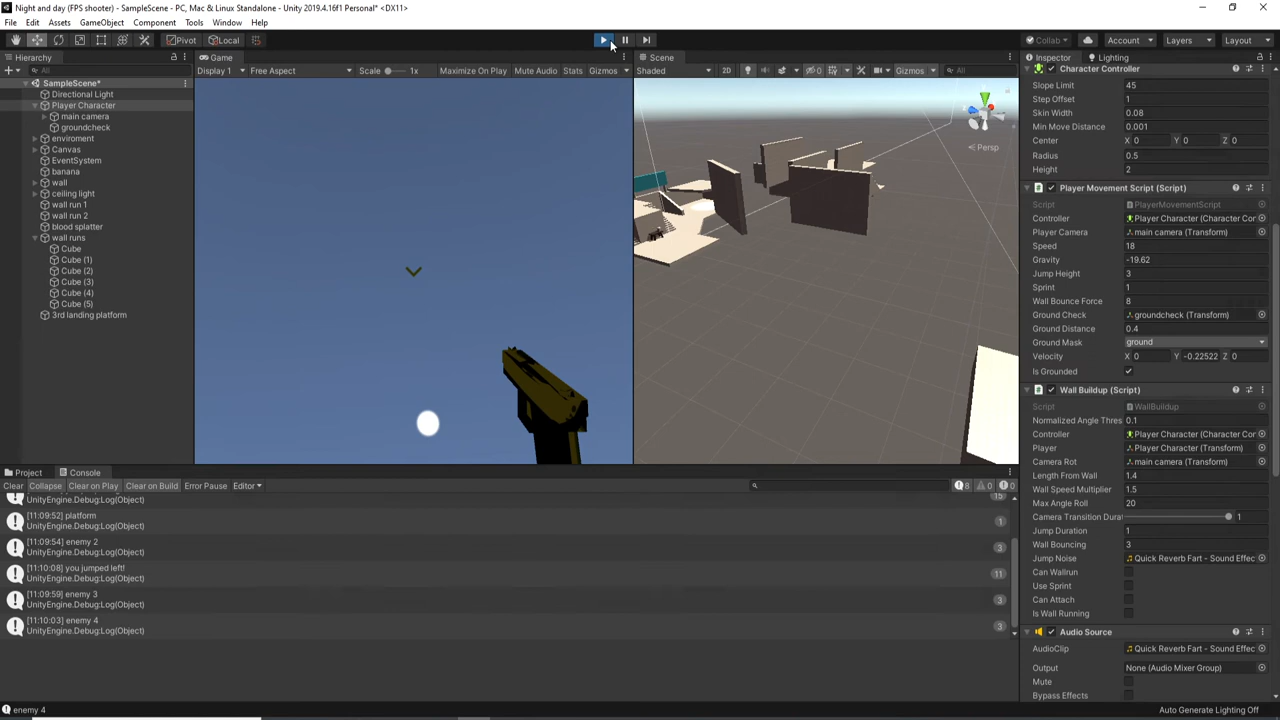 Night and day (FPS shooter) - SampleScene - PC, Mac & Linux Standalone - Unity 2019.4.16f1 Personal* <DX11>
File Edit Assets GameObject Component Tools Window Help
Pivot Local Collab Account Layers Layout
Hierarchy
All
SampleScene*
Directional Light
Player Character
main camera
groundcheck
enviroment
Canvas
EventSystem
banana
wall
ceiling light
wall run 1
wall run 2
blood splatter
wall runs
Cube
Cube (1)
Cube (2)
Cube (3)
Cube (4)
Cube (5)
3rd landing platform
Game
Display 1 Free Aspect Scale 1x Maximize On Play Mute Audio Stats Gizmos
Scene
Shaded 2D 0 Gizmos All
Persp
Inspector Lighting
Character Controller
Slope Limit 45
Step Offset 1
Skin Width 0.08
Min Move Distance 0.001
Center X 0 Y 0 Z 0
Radius 0.5
Height 2
Player Movement Script (Script)
Script PlayerMovementScript
Controller Player Character (Character Cor
Player Camera main camera (Transform)
Speed 18
Gravity -19.62
Jump Height 3
Sprint 1
Wall Bounce Force 8
Ground Check groundcheck (Transform)
Ground Distance 0.4
Ground Mask ground
Velocity X 0 Y -0.22522 Z 0
Is Grounded
Wall Buildup (Script)
Script WallBuildup
Normalized Angle Thres 0.1
Controller Player Character (Character Cor
Player Player Character (Transform)
Camera Rot main camera (Transform)
Length From Wall 1.4
Wall Speed Multiplier 1.5
Max Angle Roll 20
Camera Transition Durat 1
Jump Duration 1
Wall Bouncing 3
Jump Noise Quick Reverb Fart - Sound Effec
Can Wallrun
Use Sprint
Can Attach
Is Wall Running
Audio Source
AudioClip Quick Reverb Fart - Sound Effec
Output None (Audio Mixer Group)
Mute
Bypass Effects
Project Console
Clear Collapse Clear on Play Clear on Build Error Pause Editor 8 0 0
UnityEngine.Debug:Log(Object) 15
[11:09:52] platform
UnityEngine.Debug:Log(Object) 1
[11:09:54] enemy 2
UnityEngine.Debug:Log(Object) 3
[11:10:08] you jumped left!
UnityEngine.Debug:Log(Object) 11
[11:09:59] enemy 3
UnityEngine.Debug:Log(Object) 3
[11:10:03] enemy 4
UnityEngine.Debug:Log(Object) 3
enemy 4
Auto Generate Lighting Off